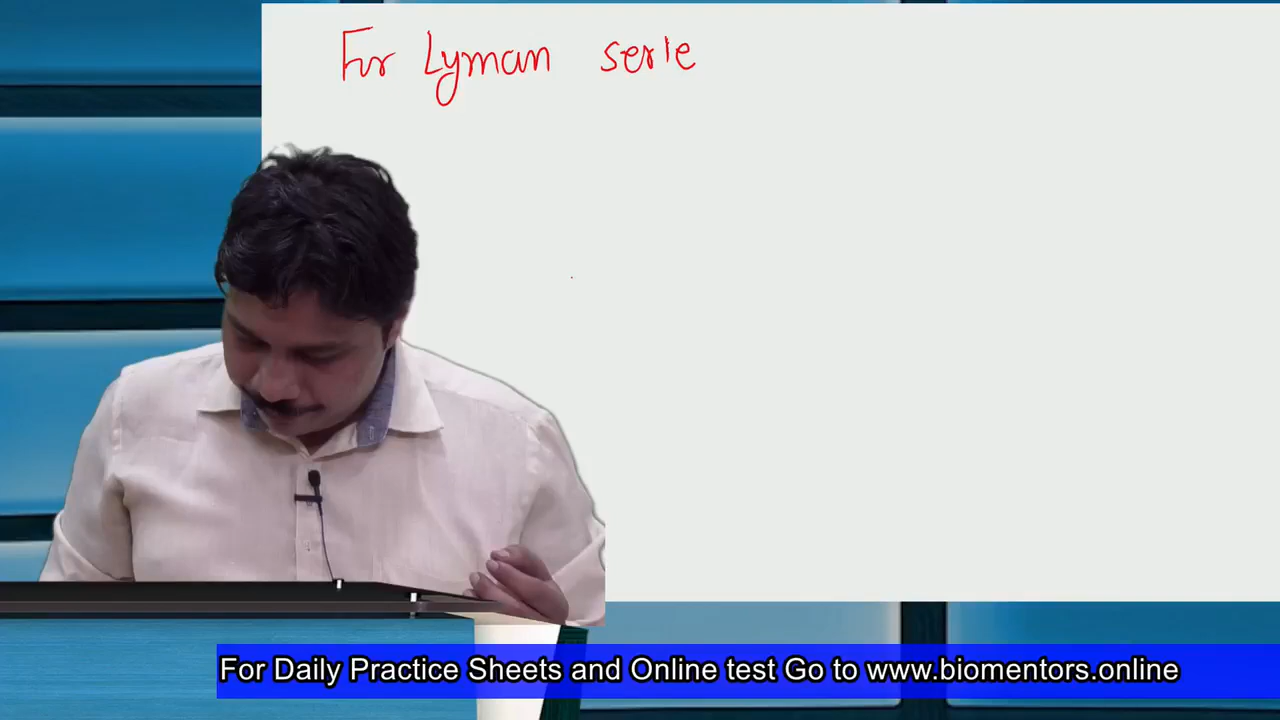 For Lyman serie
For Daily Practice Sheets and Online test Go to www.biomentors.online